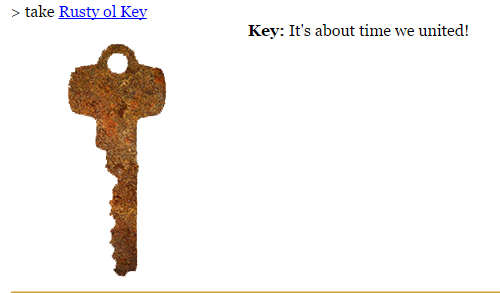 > take Rusty ol Key
Key: It's about time we united!